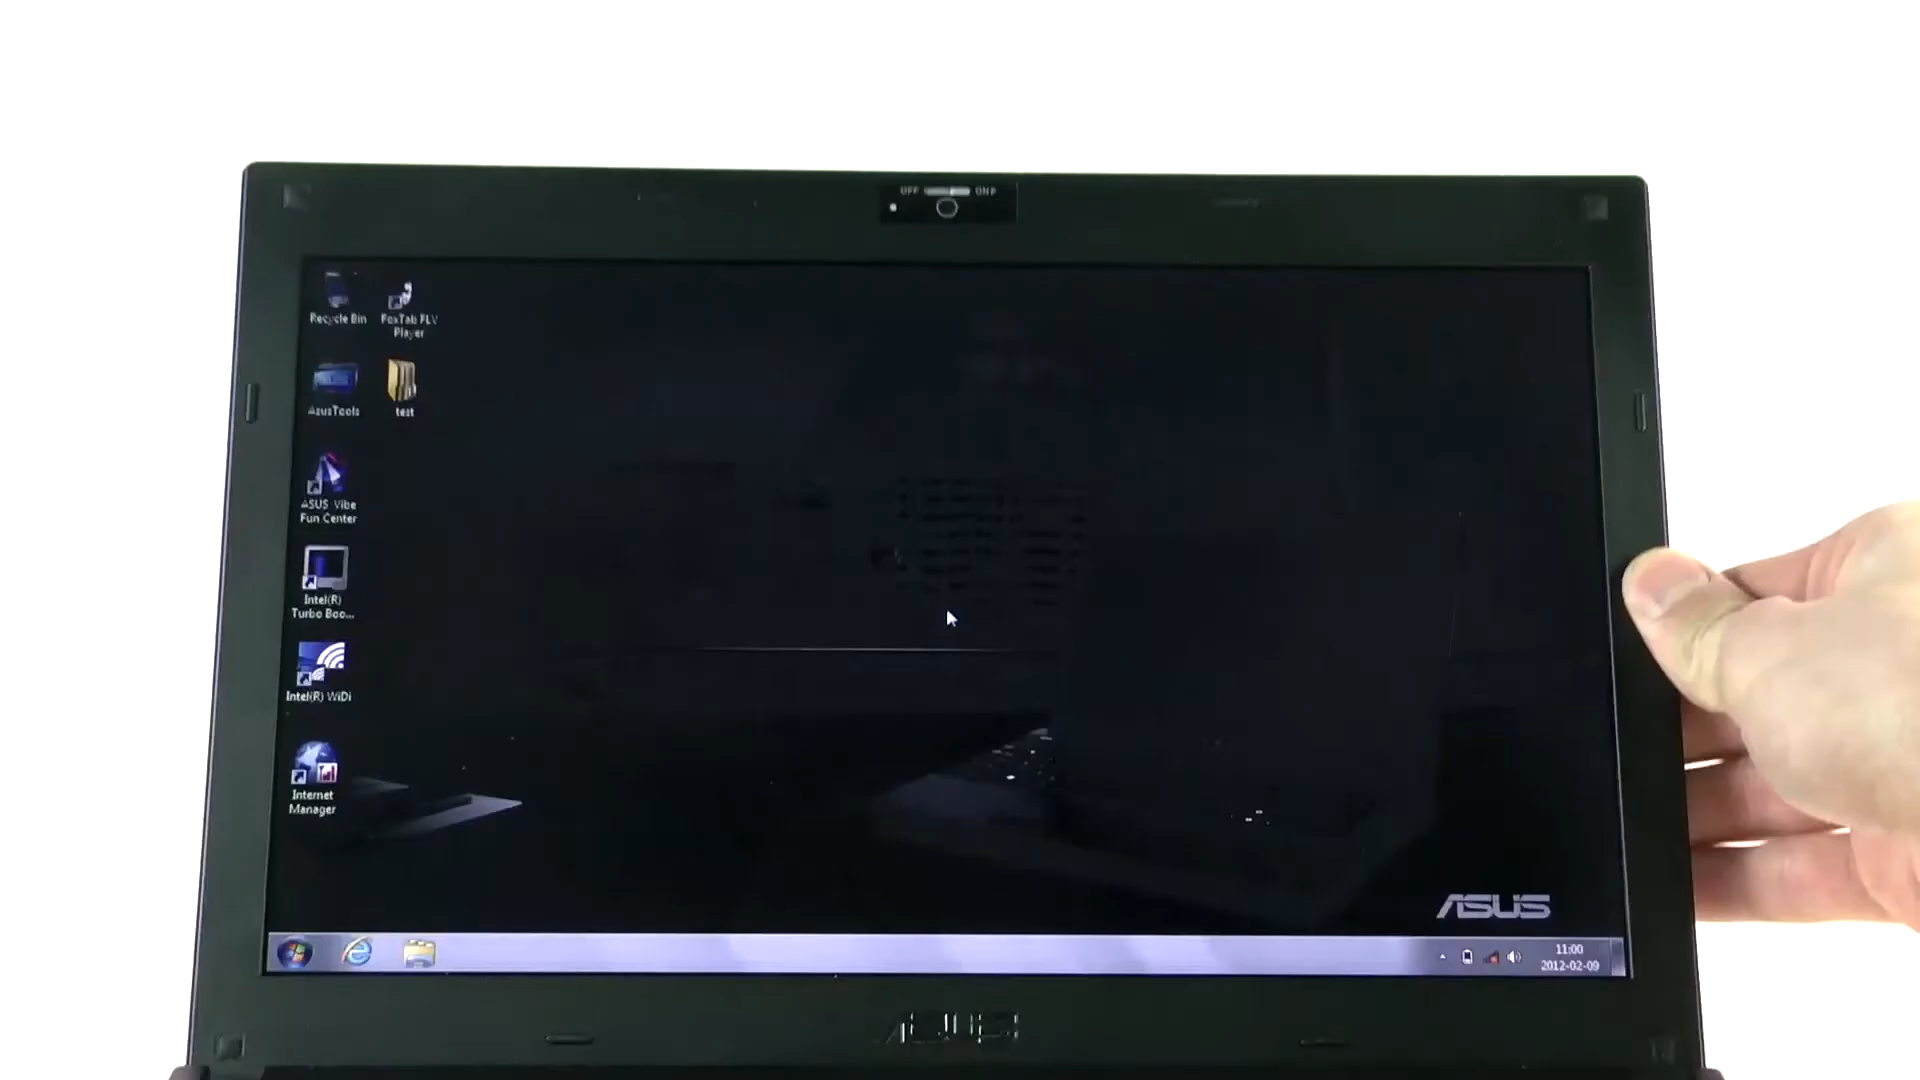 OFF ON
Recycle Bin
FoxTab FLV
Player
AsusTools
test
ASUS Vibe
Fun Center
Intel(R)
Turbo Boo...
Intel(R) WiDi
Internet
Manager
ASUS
11:00
2012-02-09
ASUS